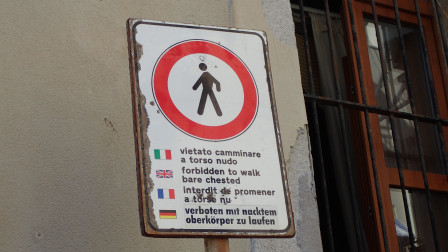 vietato camminare
a torso nudo
forbidden to walk
bare chested
interdit de promener
a torse nu
verboten mit nacktem
oberkörper zu laufen